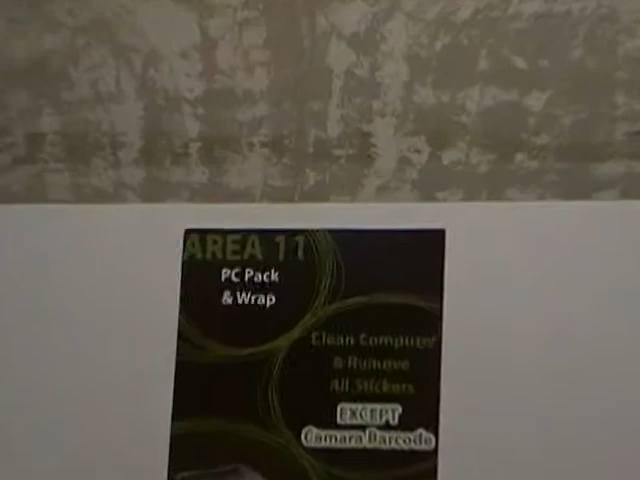 AREA 11
PC Pack
& Wrap
Clean Computer
& Remove
All Stickers
EXCEPT
Camara Barcode